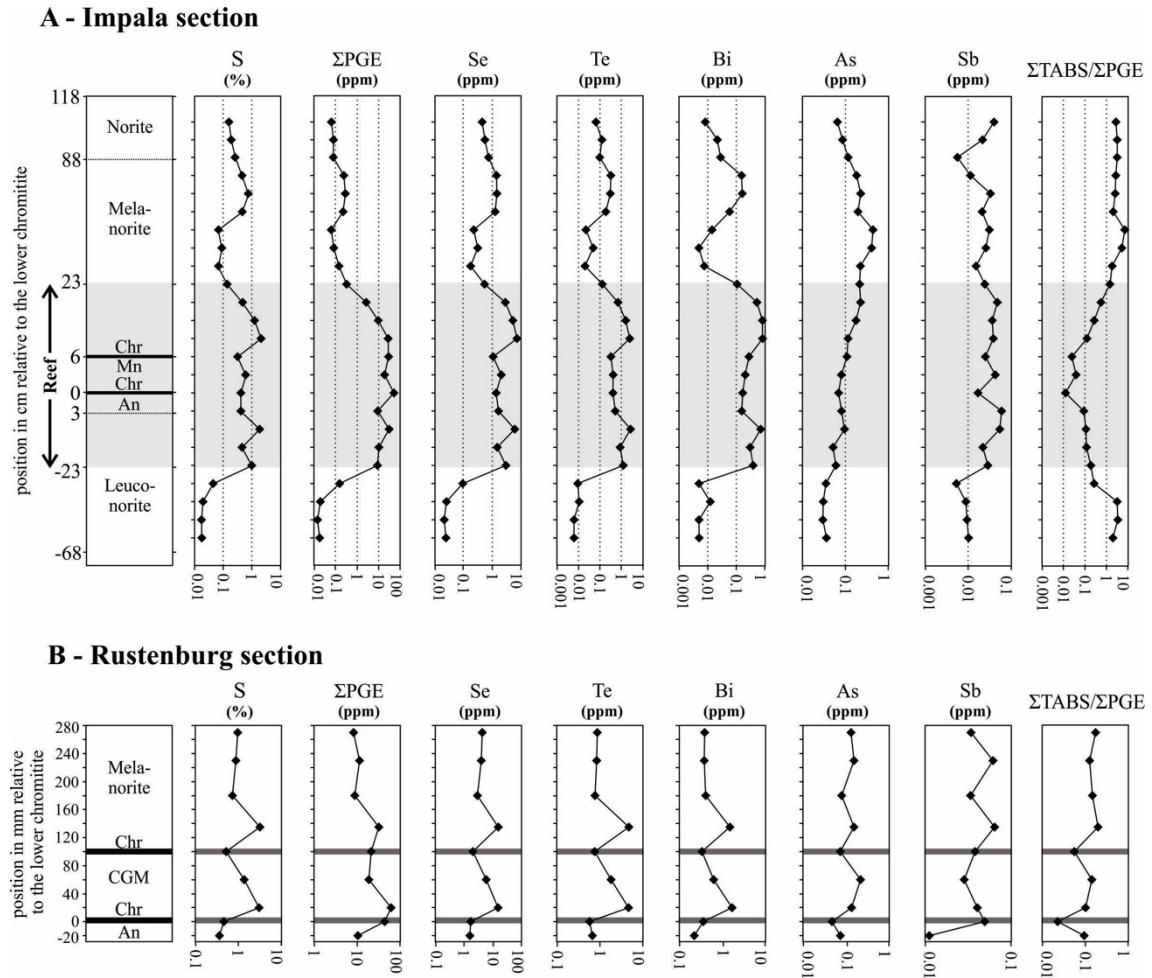 A - Impala section
S
(%)
ΣPGE
(ppm)
Se
(ppm)
Te
(ppm)
Bi
(ppm)
As
(ppm)
Sb
(ppm)
ΣTABS/ΣPGE
position in cm relative to the lower chromitite
118
88
23
6
0
3
-23
-68
Reef
Norite
Mela-
norite
Chr
Mn
Chr
An
Leuco-
norite
0.01 0.1 1 10
0.01 0.1 1 10 100
0.01 0.1 1 10
0.001 0.01 0.1 1 10
0.001 0.01 0.1 1
0.01 0.1 1
0.001 0.01 0.1
0.001 0.01 0.1 1 10
B - Rustenburg section
S
(%)
ΣPGE
(ppm)
Se
(ppm)
Te
(ppm)
Bi
(ppm)
As
(ppm)
Sb
(ppm)
ΣTABS/ΣPGE
position in mm relative
to the lower chromitite
280
230
180
160
120
80
40
0
-20
Mela-
norite
Chr
CGM
Chr
An
0.1 1 10
1 10 100
0.1 1 10 100
0.1 1 10 100
0.1 1 10
0.01 0.1 1
0.01 0.1
0.01 0.1 1